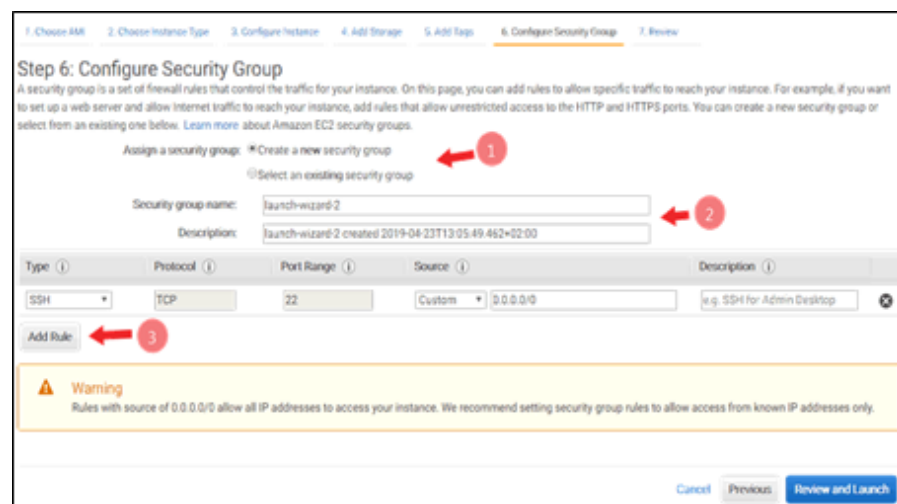 1. Choose AMI 2. Choose Instance Type 3. Configure Instance 4. Add Storage 5. Add Tags 6. Configure Security Group 7. Review
Step 6: Configure Security Group
A security group is a set of firewall rules that control the traffic for your instance. On this page, you can add rules to allow specific traffic to reach your instance. For example, if you want
to set up a web server and allow Internet traffic to reach your instance, add rules that allow unrestricted access to the HTTP and HTTPS ports. You can create a new security group or
select from an existing one below. Learn more about Amazon EC2 security groups.
Assign a security group: Create a new security group
1
Select an existing security group
Security group name: launch-wizard-2
2
Description: launch-wizard-2 created 2019-04-23T13:05:49.462+02:00
Type Protocol Port Range Source Description
SSH TCP 22 Custom 0.0.0.0/0 e.g. SSH for Admin Desktop
Add Rule 3
Warning
Rules with source of 0.0.0.0/0 allow all IP addresses to access your instance. We recommend setting security group rules to allow access from known IP addresses only.
Cancel Previous Review and Launch